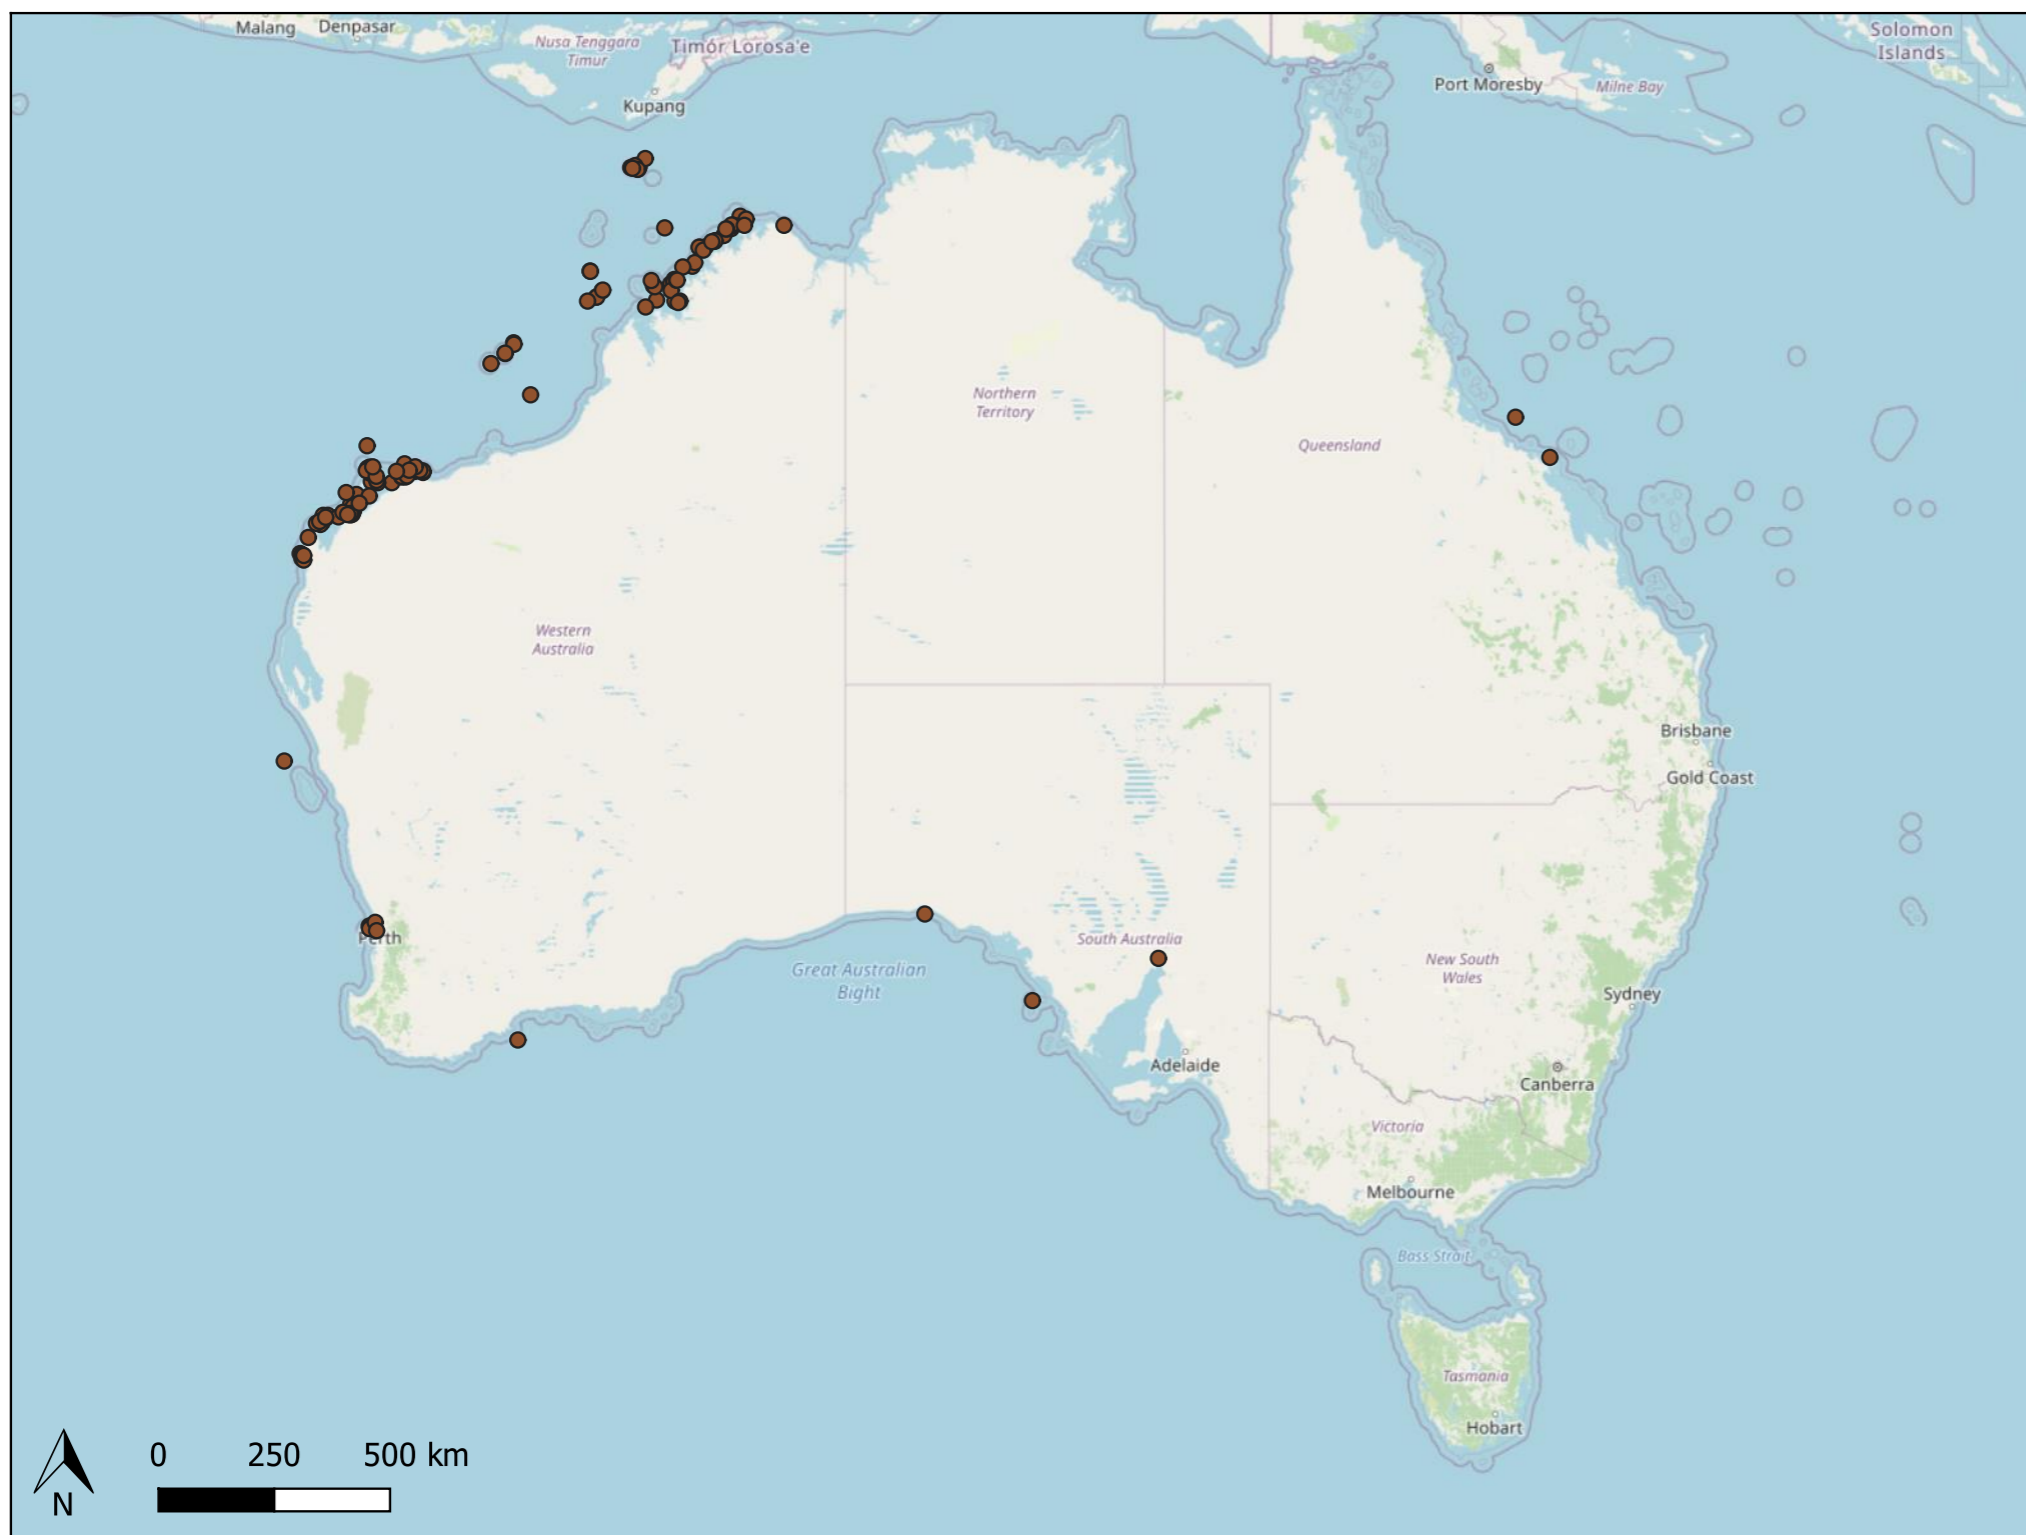 Malang
Denpasar
Nusa Tenggara
Timur
Timór Lorosa'e
Kupang
Port Moresby
Milne Bay
Solomon
Islands
Northern
Territory
Queensland
Western
Australia
Brisbane
Gold Coast
Perth
South Australia
Great Australian
Bight
New South
Wales
Sydney
Adelaide
Canberra
Victoria
Melbourne
Bass Strait
Tasmania
Hobart
0 250 500 km
N